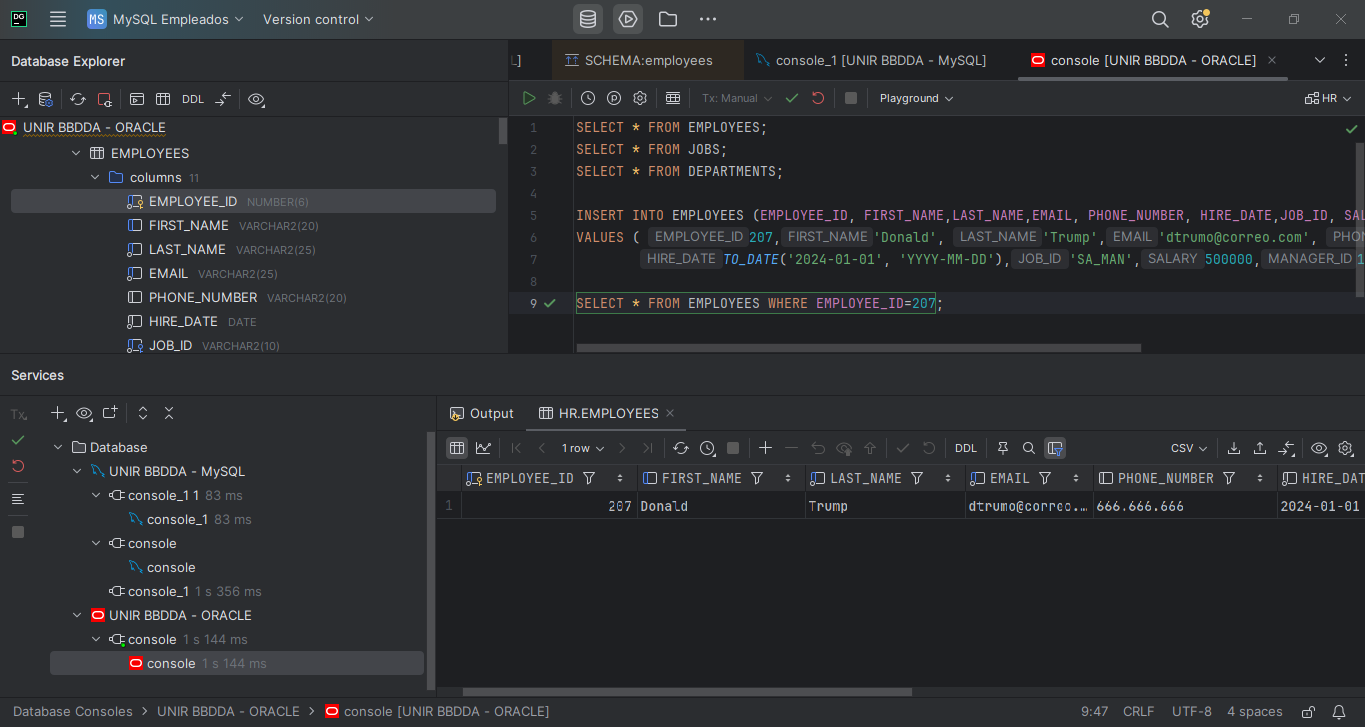 DG MS MySQL Empleados Version control
Database Explorer
L] SCHEMA:employees console_1 [UNIR BBDDA - MySQL] console [UNIR BBDDA - ORACLE]
DDL
Tx: Manual Playground HR
UNIR BBDDA - ORACLE
EMPLOYEES
columns 11
EMPLOYEE_ID NUMBER(6)
FIRST_NAME VARCHAR2(20)
LAST_NAME VARCHAR2(25)
EMAIL VARCHAR2(25)
PHONE_NUMBER VARCHAR2(20)
HIRE_DATE DATE
JOB_ID VARCHAR2(10)
1 SELECT * FROM EMPLOYEES;
2 SELECT * FROM JOBS;
3 SELECT * FROM DEPARTMENTS;
4
5 INSERT INTO EMPLOYEES (EMPLOYEE_ID, FIRST_NAME,LAST_NAME,EMAIL, PHONE_NUMBER, HIRE_DATE,JOB_ID, SAL
6 VALUES ( EMPLOYEE_ID 207, FIRST_NAME 'Donald', LAST_NAME 'Trump', EMAIL 'dtrumo@correo.com', PHON
7 HIRE_DATE TO_DATE('2024-01-01', 'YYYY-MM-DD'), JOB_ID 'SA_MAN', SALARY 500000, MANAGER_ID 1
8
9 SELECT * FROM EMPLOYEES WHERE EMPLOYEE_ID=207;
Services
Tx
Database
UNIR BBDDA - MySQL
console_1 1 83 ms
console_1 83 ms
console
console
console_1 1 s 356 ms
UNIR BBDDA - ORACLE
console 1 s 144 ms
console 1 s 144 ms
Output HR.EMPLOYEES
1 row DDL CSV
EMPLOYEE_ID FIRST_NAME LAST_NAME EMAIL PHONE_NUMBER HIRE_DAT
1 207 Donald Trump dtrumo@correo.… 666.666.666 2024-01-01
Database Consoles > UNIR BBDDA - ORACLE > console [UNIR BBDDA - ORACLE] 9:47 CRLF UTF-8 4 spaces